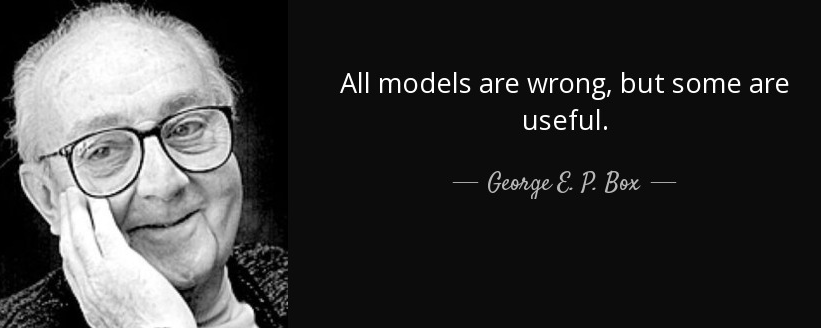 All models are wrong, but some are
useful.
— George E. P. Box —